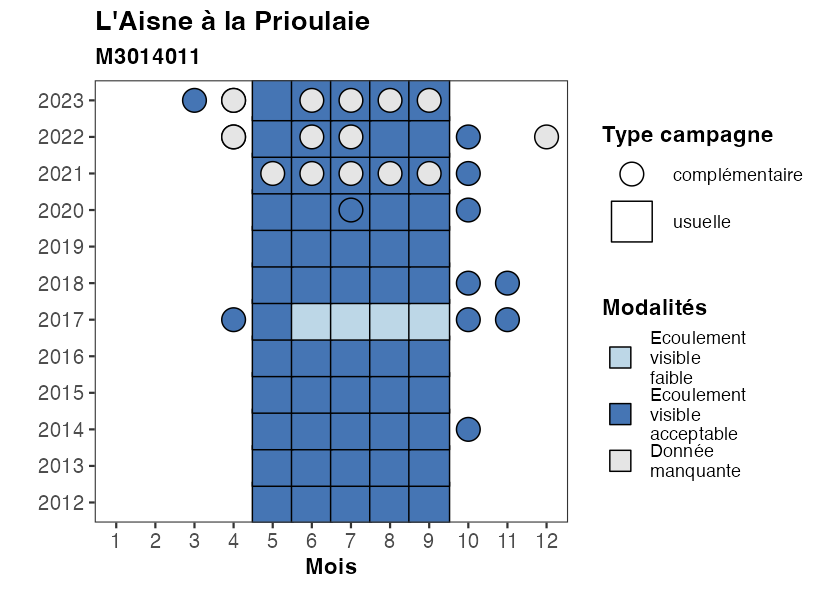 L'Aisne à la Prioulaie
M3014011
2023
2022
2021
2020
2019
2018
2017
2016
2015
2014
2013
2012
1 2 3 4 5 6 7 8 9 10 11 12
Mois
Type campagne
complémentaire
usuelle
Modalités
Ecoulement
visible
faible
Ecoulement
visible
acceptable
Donnée
manquante